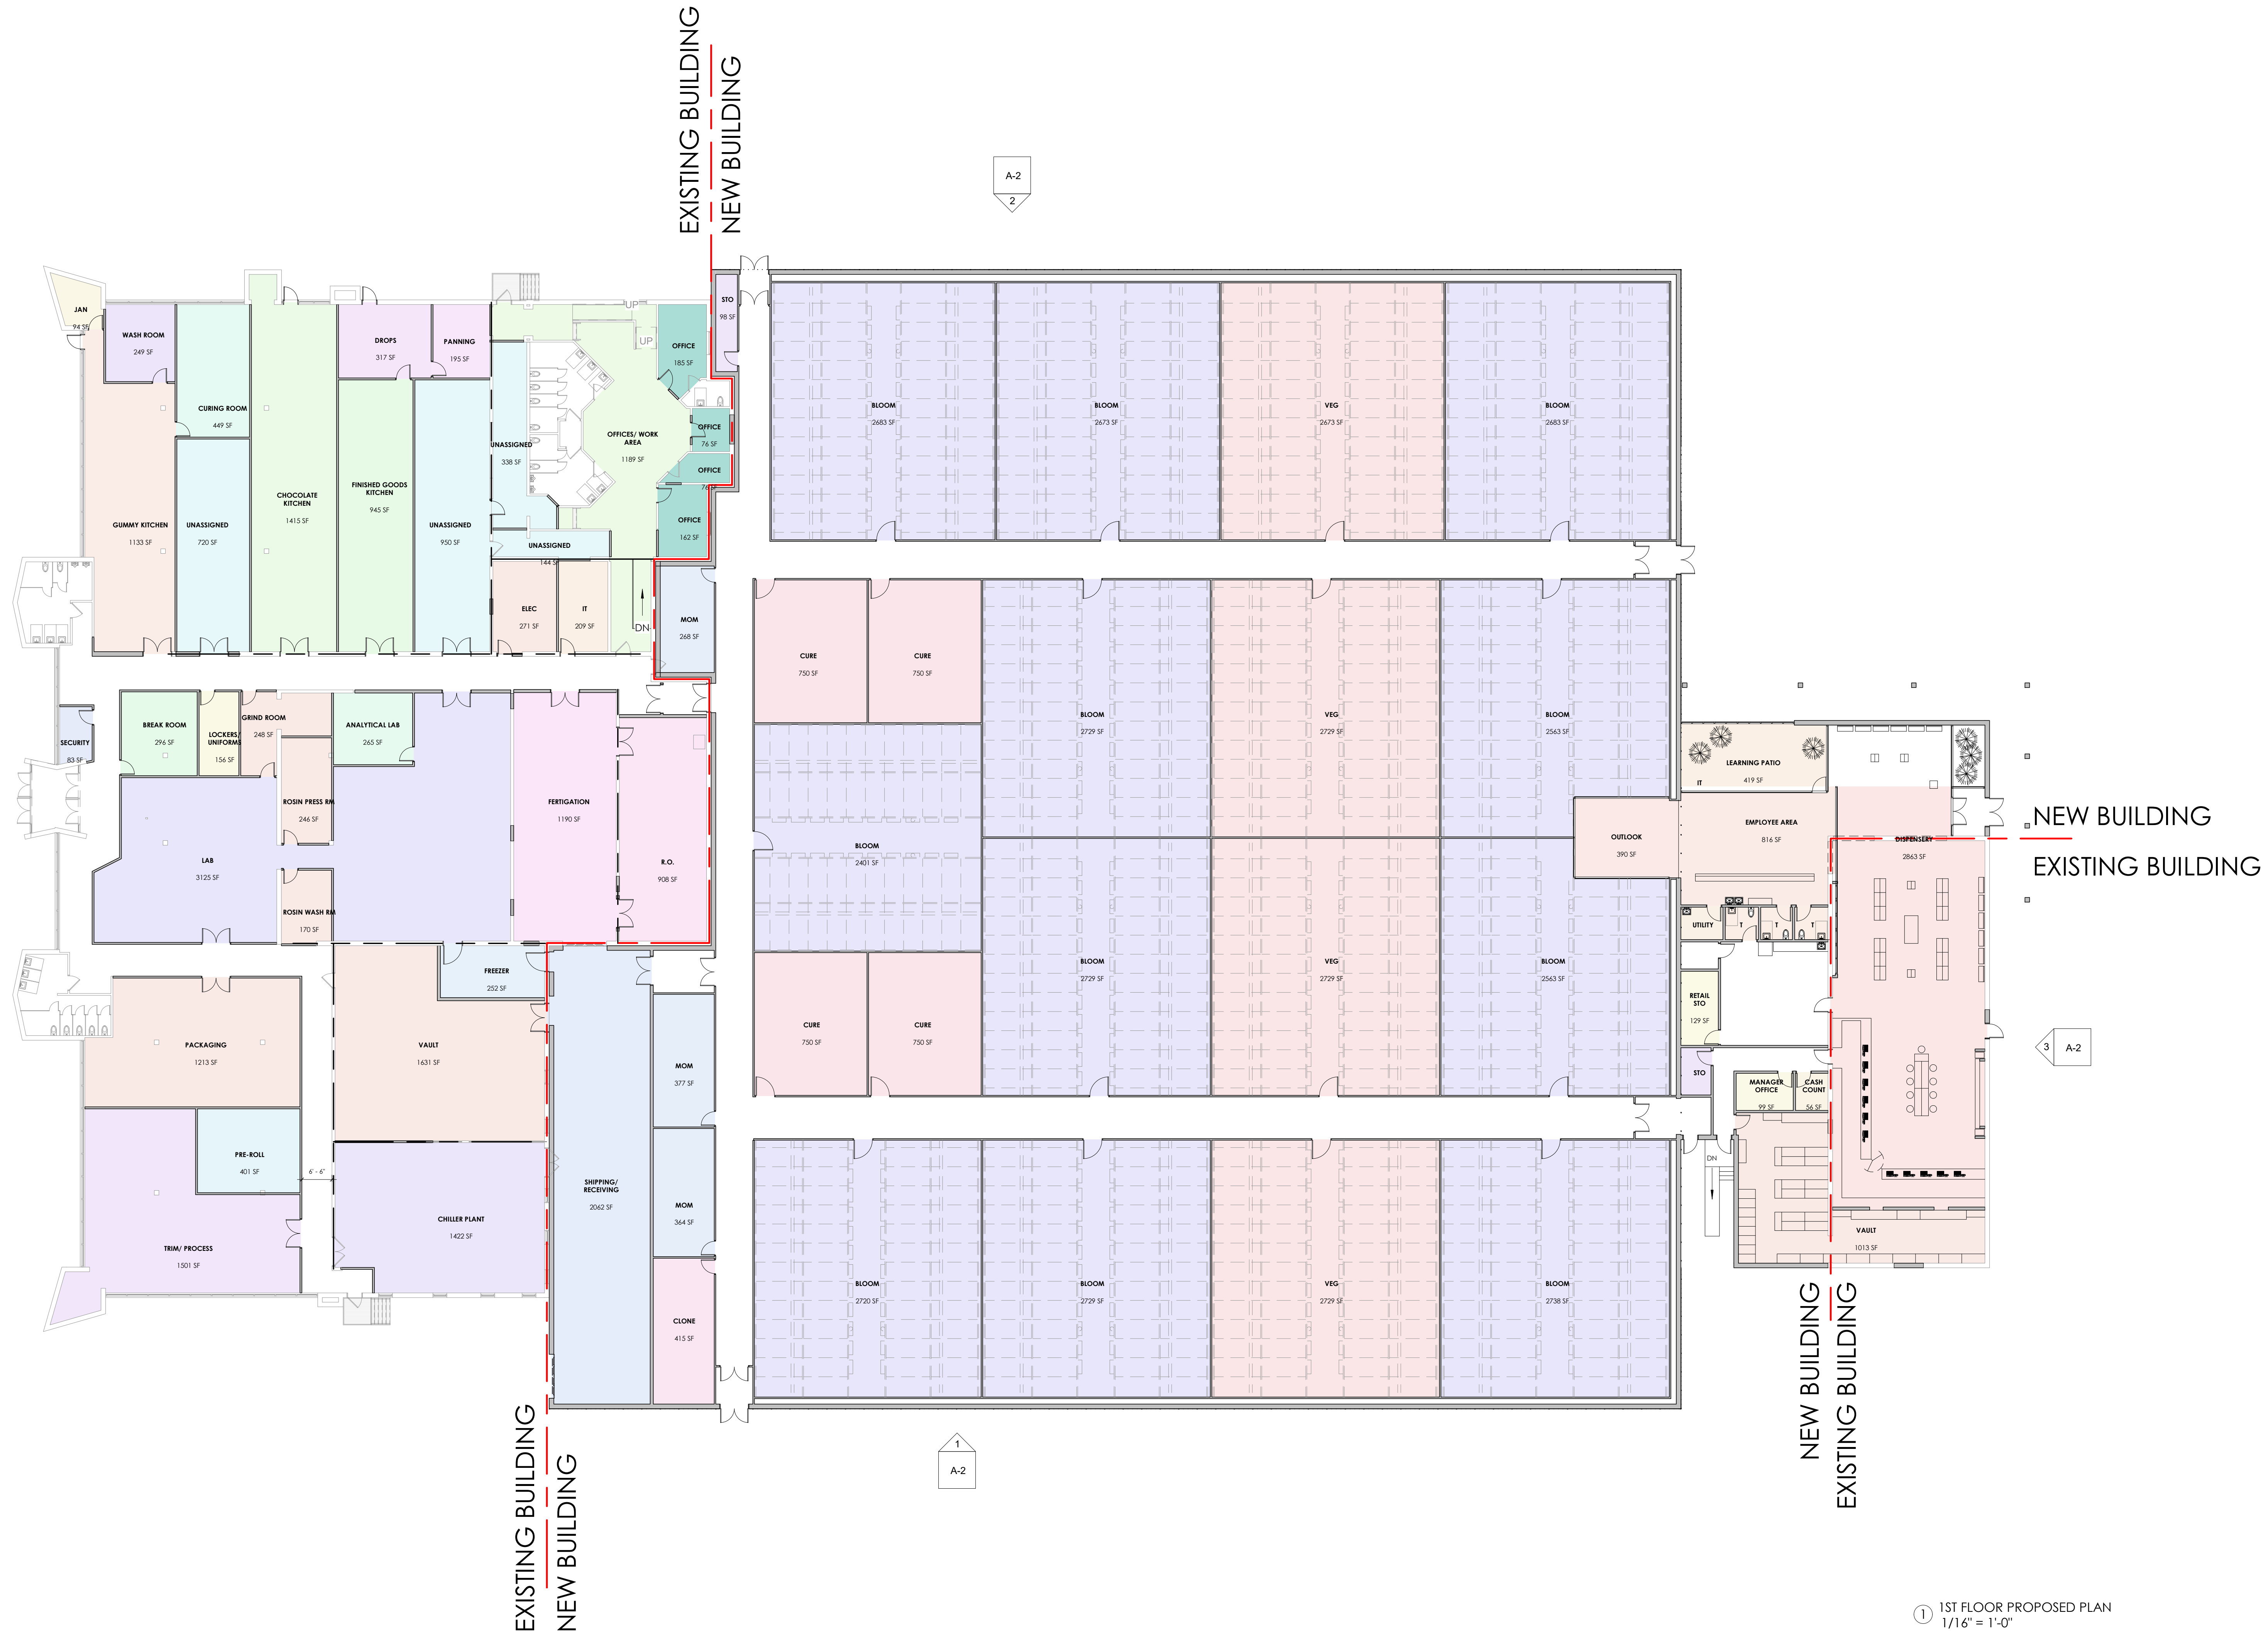 EXISTING BUILDING
NEW BUILDING
A-2
2
JAN
94 SF
WASH ROOM
249 SF
CURING ROOM
449 SF
GUMMY KITCHEN
1133 SF
UNASSIGNED
720 SF
CHOCOLATE
KITCHEN
1415 SF
DROPS
317 SF
PANNING
195 SF
FINISHED GOODS
KITCHEN
945 SF
UNASSIGNED
950 SF
UNASSIGNED
338 SF
UP
UP
OFFICES/ WORK
AREA
1189 SF
OFFICE
185 SF
OFFICE
76 SF
OFFICE
76 SF
OFFICE
162 SF
UNASSIGNED
144 SF
ELEC
271 SF
IT
209 SF
DN
STO
98 SF
MOM
268 SF
BLOOM
2683 SF
BLOOM
2673 SF
VEG
2673 SF
BLOOM
2683 SF
CURE
750 SF
CURE
750 SF
BLOOM
2729 SF
VEG
2729 SF
BLOOM
2563 SF
BREAK ROOM
296 SF
LOCKERS/
UNIFORMS
156 SF
GRIND ROOM
248 SF
ANALYTICAL LAB
265 SF
SECURITY
83 SF
ROSIN PRESS RM
246 SF
LAB
3125 SF
ROSIN WASH RM
170 SF
FERTIGATION
1190 SF
R.O.
908 SF
BLOOM
2401 SF
OUTLOOK
390 SF
LEARNING PATIO
419 SF
IT
EMPLOYEE AREA
816 SF
DISPENSERY
2863 SF
NEW BUILDING
EXISTING BUILDING
UTILITY
T
T
T
RETAIL
STO
129 SF
STO
MANAGER
OFFICE
99 SF
CASH
COUNT
56 SF
3
A-2
FREEZER
252 SF
PACKAGING
1213 SF
VAULT
1631 SF
PRE-ROLL
401 SF
6' - 6"
TRIM/ PROCESS
1501 SF
CHILLER PLANT
1422 SF
SHIPPING/
RECEIVING
2062 SF
MOM
377 SF
MOM
364 SF
CLONE
415 SF
CURE
750 SF
CURE
750 SF
BLOOM
2729 SF
VEG
2729 SF
BLOOM
2563 SF
BLOOM
2720 SF
BLOOM
2729 SF
VEG
2729 SF
BLOOM
2738 SF
DN
VAULT
1013 SF
EXISTING BUILDING
NEW BUILDING
1
A-2
NEW BUILDING
EXISTING BUILDING
1
1ST FLOOR PROPOSED PLAN
1/16" = 1'-0"